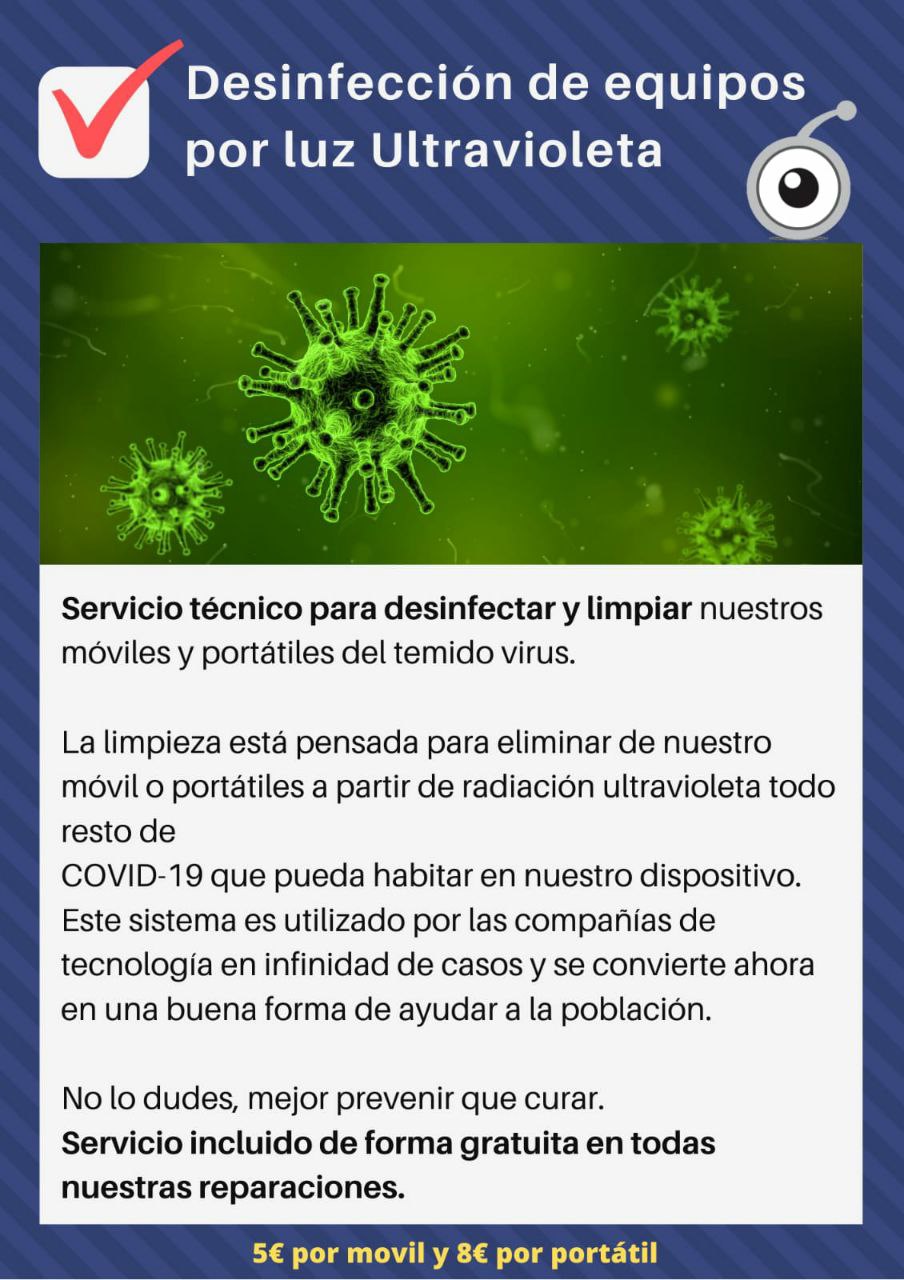 Desinfección de equipos
por luz Ultravioleta
Servicio técnico para desinfectar y limpiar nuestros
móviles y portátiles del temido virus.
La limpieza está pensada para eliminar de nuestro
móvil o portátiles a partir de radiación ultravioleta todo
resto de
COVID-19 que pueda habitar en nuestro dispositivo.
Este sistema es utilizado por las compañías de
tecnología en infinidad de casos y se convierte ahora
en una buena forma de ayudar a la población.
No lo dudes, mejor prevenir que curar.
Servicio incluido de forma gratuita en todas
nuestras reparaciones.
5€ por movil y 8€ por portátil